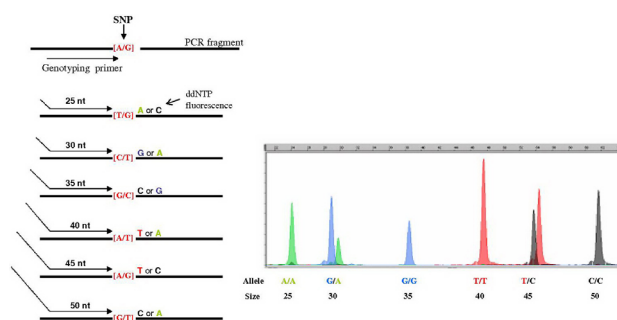 SNP
[A/G]
PCR fragment
Genotyping primer
ddNTP
fluorescence
25 nt
[T/G] A or C
30 nt
[C/T] G or A
35 nt
[G/C] C or G
40 nt
[A/T] T or A
45 nt
[A/G] T or C
50 nt
[G/T] C or A
Allele A/A G/A G/G T/T T/C C/C
Size 25 30 35 40 45 50